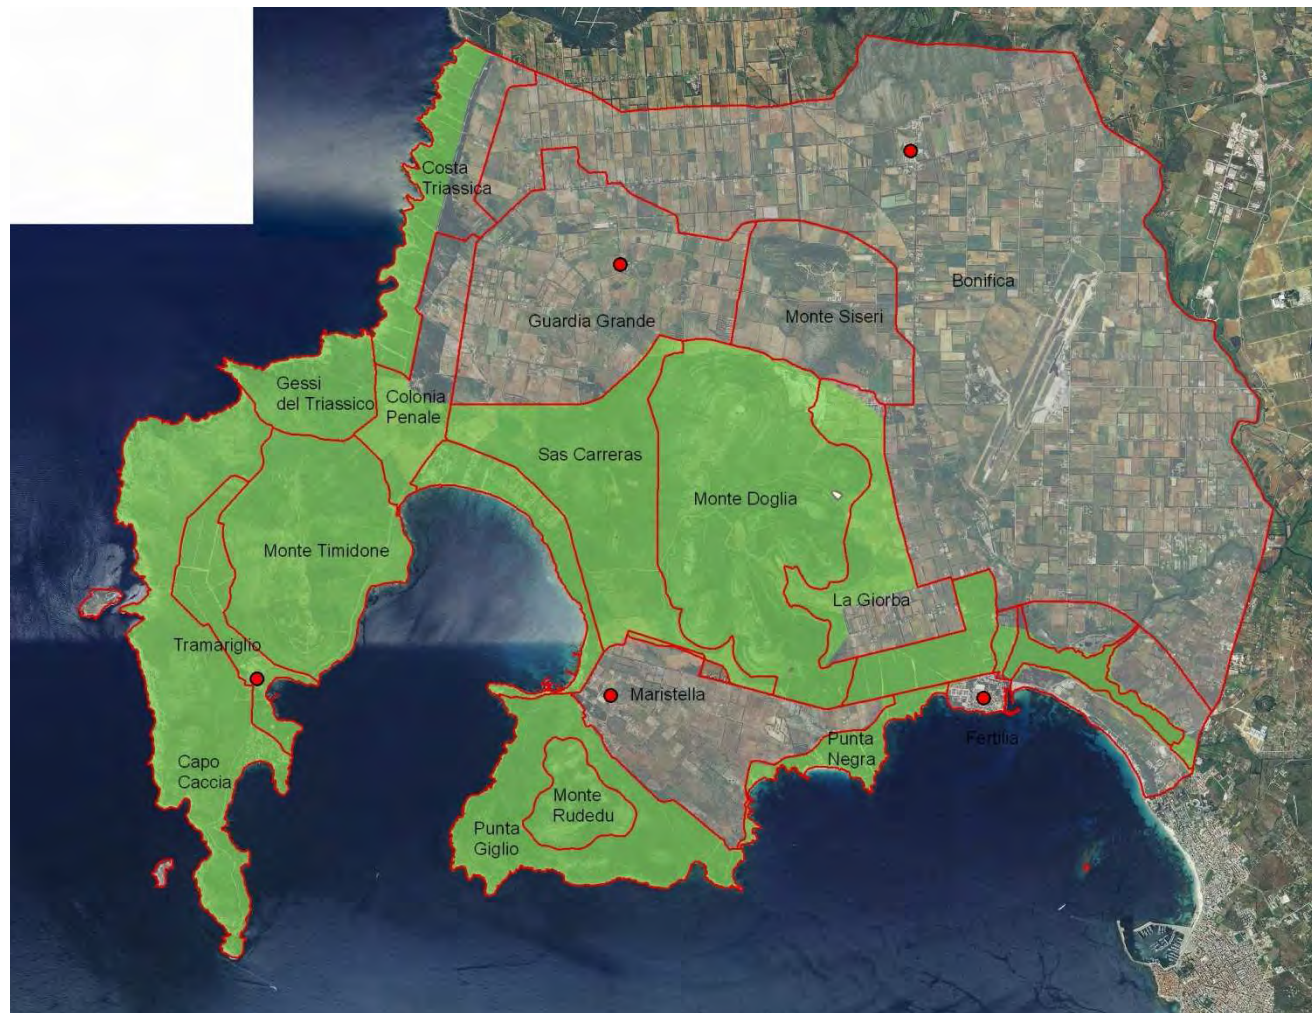 Costa
Triassica
Bonifica
Guardia Grande
Monte Siseri
Gessi
del Triassico
Colonia
Penale
Sas Carreras
Monte Doglia
Monte Timidone
La Giorba
Tramariglio
Maristella
Punta
Negra
Fertilia
Capo
Caccia
Monte
Rudedu
Punta
Giglio